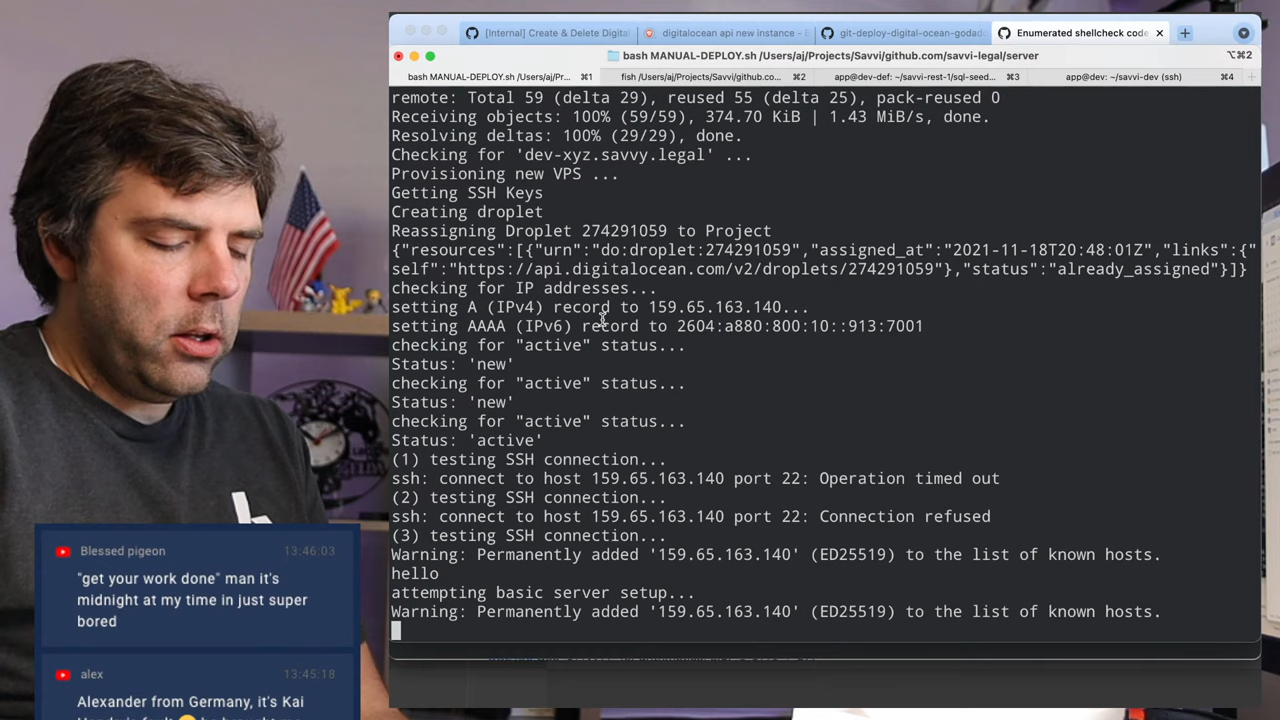 [Internal] Create & Delete Digital
digitalocean api new instance - B
git-deploy-digital-ocean-godad
Enumerated shellcheck code
bash MANUAL-DEPLOY.sh /Users/aj/Projects/Savvi/github.com/savvi-legal/server
⌥⌘2
bash MANUAL-DEPLOY.sh /Users/aj/Pr... ⌘1
fish /Users/aj/Projects/Savvi/github.co... ⌘2
app@dev-def: ~/savvi-rest-1/sql-seed... ⌘3
app@dev: ~/savvi-dev (ssh) ⌘4
remote: Total 59 (delta 29), reused 55 (delta 25), pack-reused 0
Receiving objects: 100% (59/59), 374.70 KiB | 1.43 MiB/s, done.
Resolving deltas: 100% (29/29), done.
Checking for 'dev-xyz.savvy.legal' ...
Provisioning new VPS ...
Getting SSH Keys
Creating droplet
Reassigning Droplet 274291059 to Project
{"resources":[{"urn":"do:droplet:274291059","assigned_at":"2021-11-18T20:48:01Z","links":{"
self":"https://api.digitalocean.com/v2/droplets/274291059"},"status":"already_assigned"}]}
checking for IP addresses...
setting A (IPv4) record to 159.65.163.140...
setting AAAA (IPv6) record to 2604:a880:800:10::913:7001
checking for "active" status...
Status: 'new'
checking for "active" status...
Status: 'new'
checking for "active" status...
Status: 'active'
(1) testing SSH connection...
ssh: connect to host 159.65.163.140 port 22: Operation timed out
(2) testing SSH connection...
ssh: connect to host 159.65.163.140 port 22: Connection refused
(3) testing SSH connection...
Warning: Permanently added '159.65.163.140' (ED25519) to the list of known hosts.
hello
attempting basic server setup...
Warning: Permanently added '159.65.163.140' (ED25519) to the list of known hosts.
Blessed pigeon 13:46:03
"get your work done" man it's
midnight at my time in just super
bored
alex 13:45:18
Alexander from Germany, it's Kai